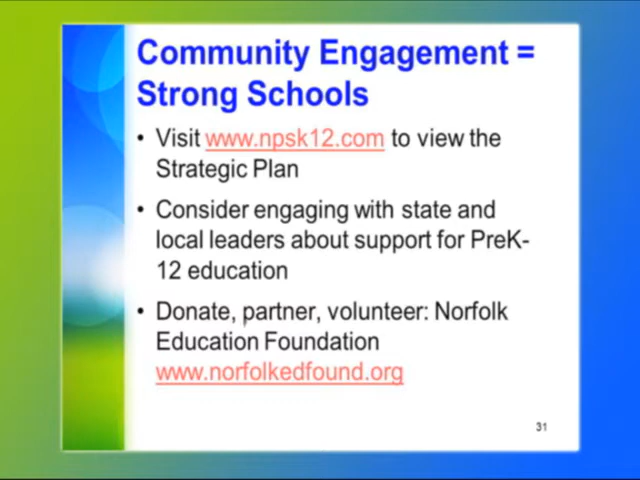 Community Engagement =
Strong Schools
• Visit www.npsk12.com to view the
Strategic Plan
• Consider engaging with state and
local leaders about support for PreK-
12 education
• Donate, partner, volunteer: Norfolk
Education Foundation
www.norfolkedfound.org
31